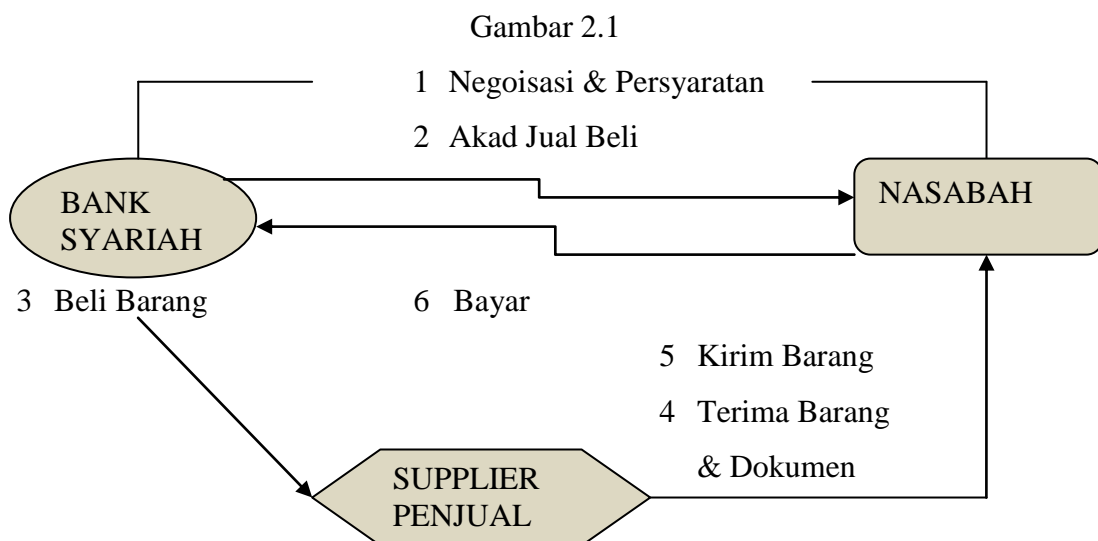 Gambar 2.1
1 Negoisasi & Persyaratan
2 Akad Jual Beli
BANK
SYARIAH
NASABAH
3 Beli Barang
6 Bayar
5 Kirim Barang
4 Terima Barang
& Dokumen
SUPPLIER
PENJUAL